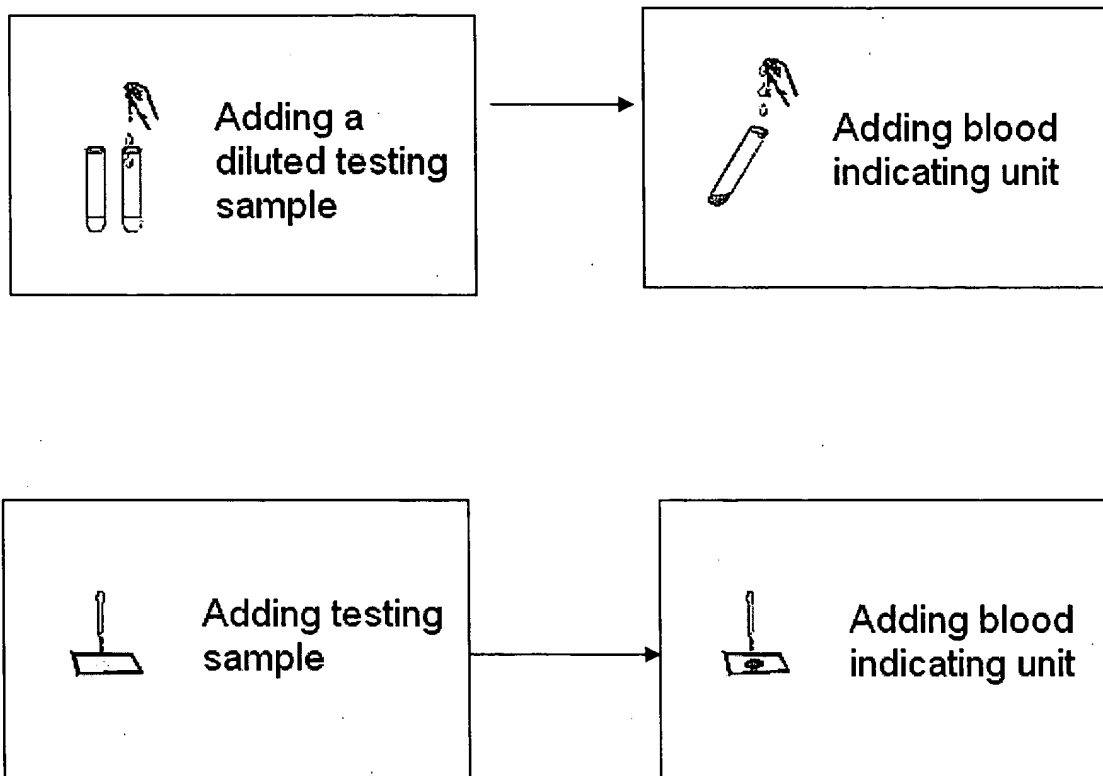 Adding a
diluted testing
sample
Adding blood
indicating unit
Adding testing
sample
Adding blood
indicating unit